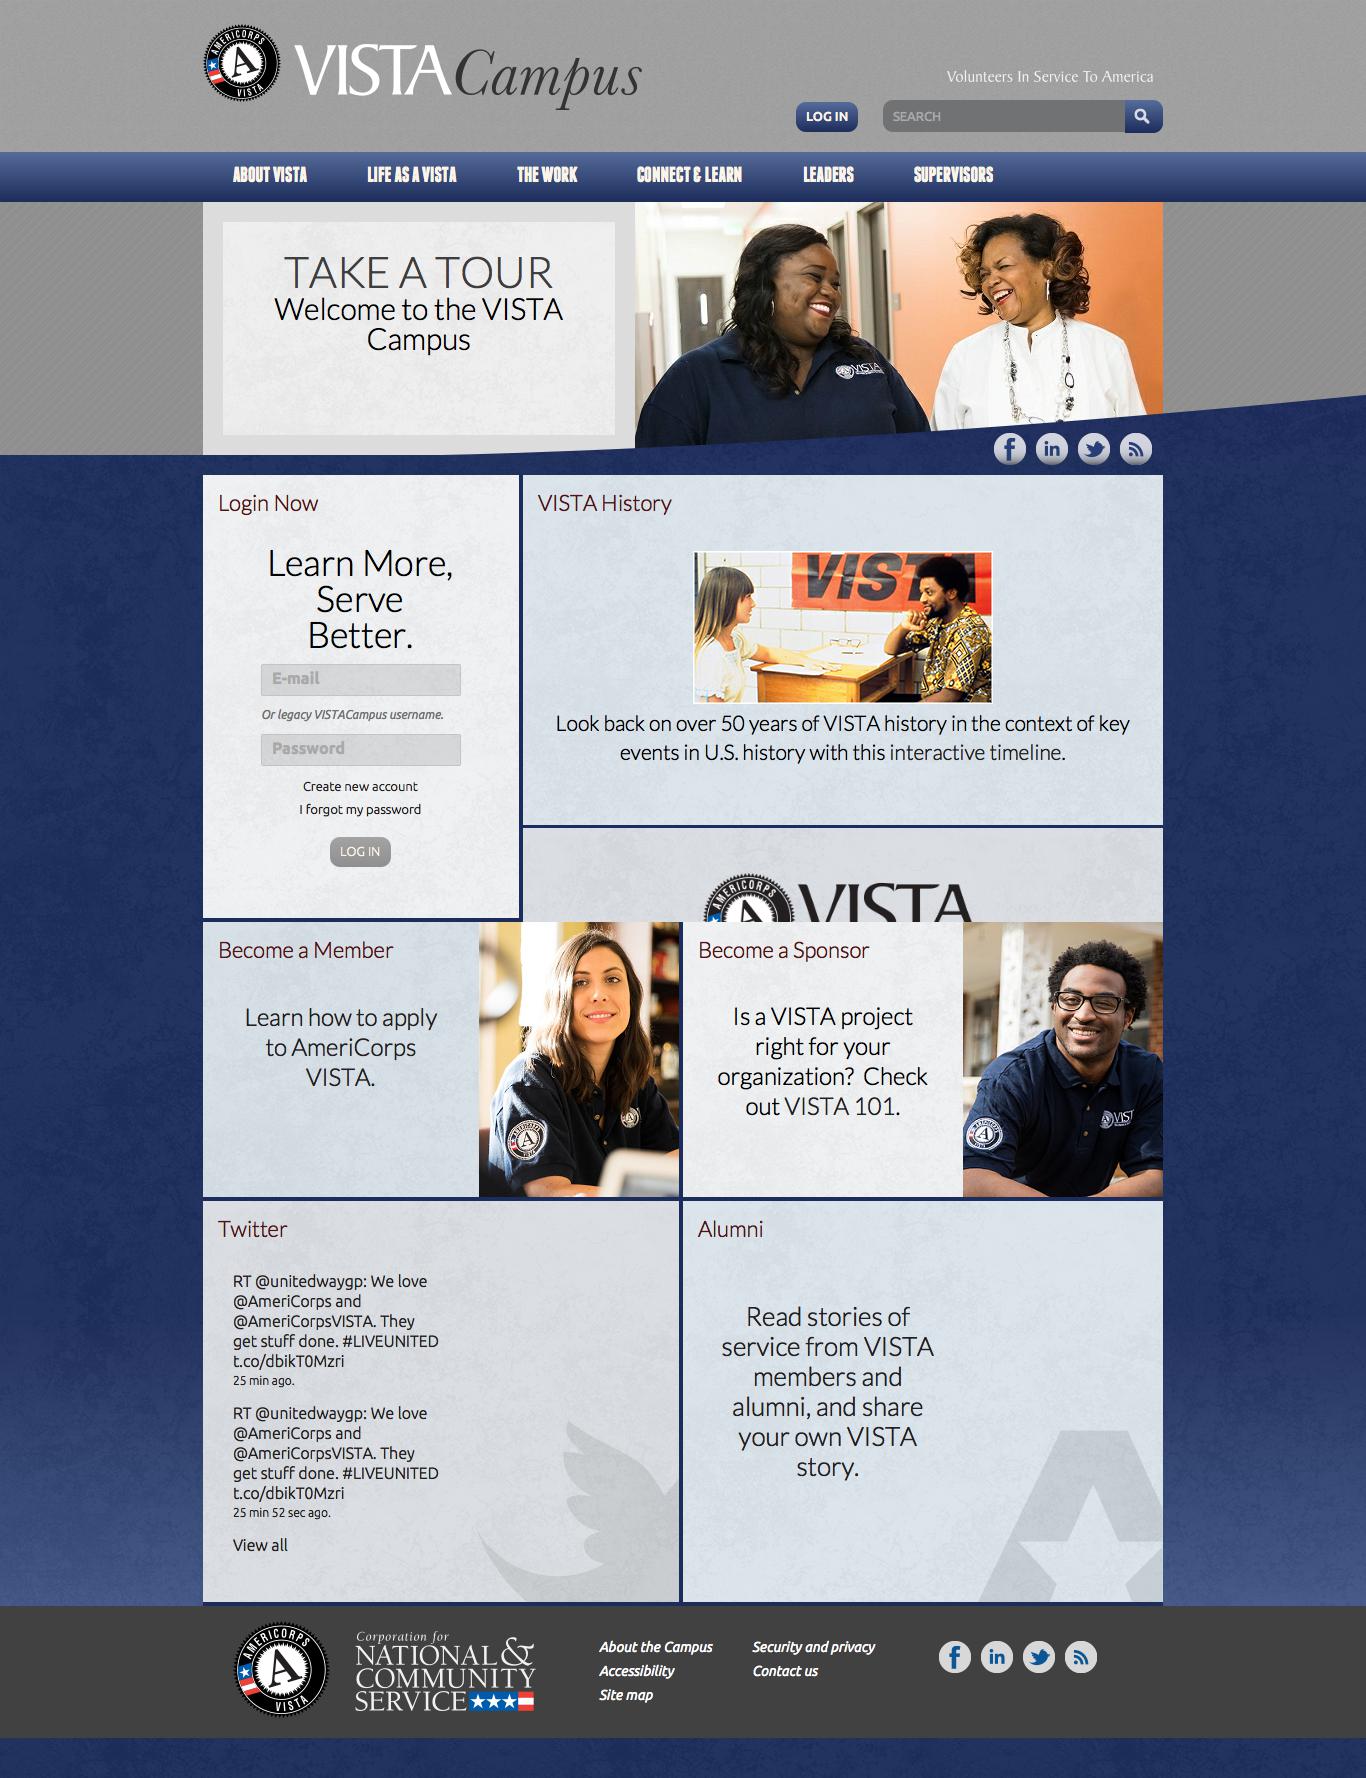 AMERICORPS
VISTA
VISTA Campus
Volunteers In Service To America
LOG IN
SEARCH
ABOUT VISTA
LIFE AS A VISTA
THE WORK
CONNECT & LEARN
LEADERS
SUPERVISORS
TAKE A TOUR
Welcome to the VISTA
Campus
VISTA
Login Now
Learn More,
Serve
Better.
E-mail
Or legacy VISTACampus username.
Password
Create new account
I forgot my password
LOG IN
VISTA History
VISTA
Look back on over 50 years of VISTA history in the context of key
events in U.S. history with this interactive timeline.
AMERICORPS
VISTA
Become a Member
Learn how to apply
to AmeriCorps
VISTA.
AMERICORPS
Become a Sponsor
Is a VISTA project
right for your
organization? Check
out VISTA 101.
AMERICORPS
VIST
Twitter
RT @unitedwaygp: We love
@AmeriCorps and
@AmeriCorpsVISTA. They
get stuff done. #LIVEUNITED
t.co/dbikT0Mzri
25 min ago.
RT @unitedwaygp: We love
@AmeriCorps and
@AmeriCorpsVISTA. They
get stuff done. #LIVEUNITED
t.co/dbikT0Mzri
25 min 52 sec ago.
View all
Alumni
Read stories of
service from VISTA
members and
alumni, and share
your own VISTA
story.
AMERICORPS
VISTA
Corporation for
NATIONAL &
COMMUNITY
SERVICE
About the Campus
Accessibility
Site map
Security and privacy
Contact us